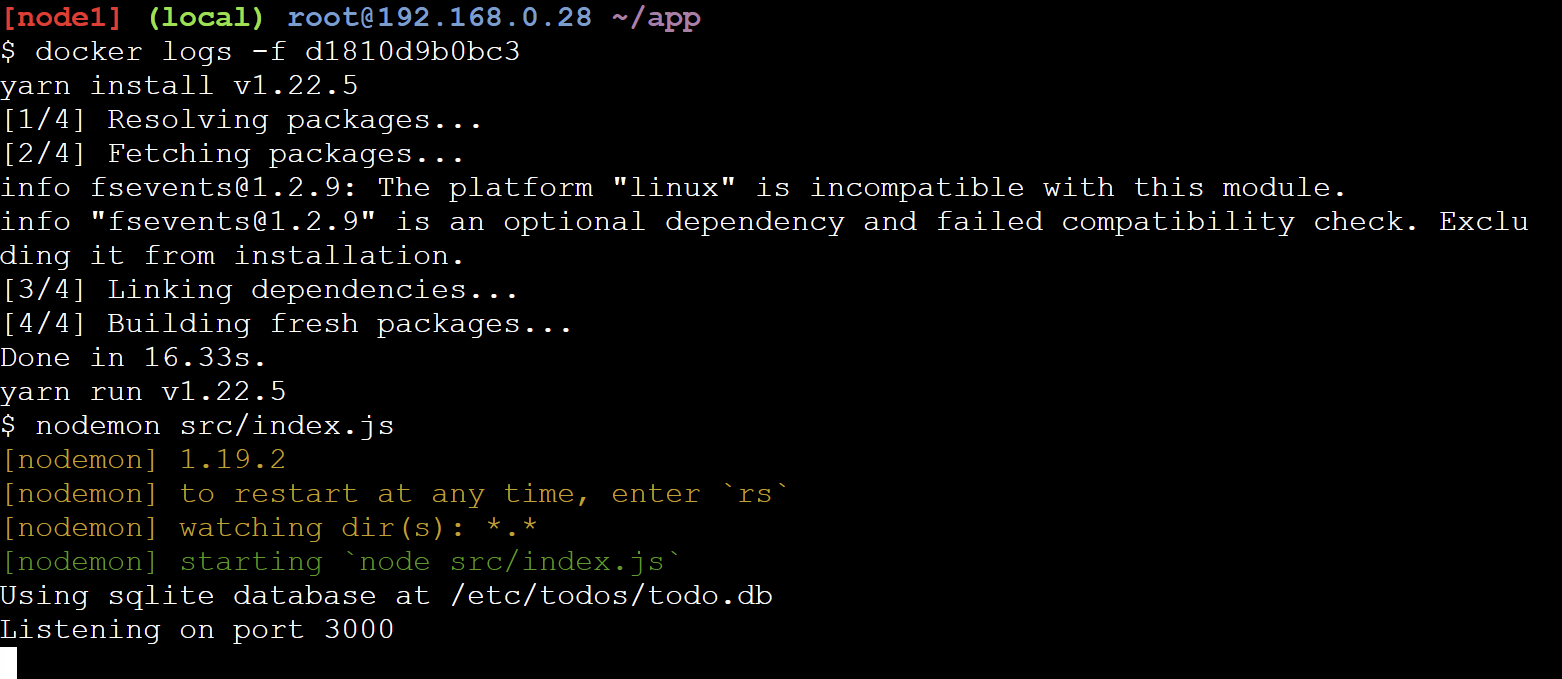 [node1] (local) root@192.168.0.28 ~/app
$ docker logs -f d1810d9b0bc3
yarn install v1.22.5
[1/4] Resolving packages...
[2/4] Fetching packages...
info fsevents@1.2.9: The platform "linux" is incompatible with this module.
info "fsevents@1.2.9" is an optional dependency and failed compatibility check. Exclu
ding it from installation.
[3/4] Linking dependencies...
[4/4] Building fresh packages...
Done in 16.33s.
yarn run v1.22.5
$ nodemon src/index.js
[nodemon] 1.19.2
[nodemon] to restart at any time, enter `rs`
[nodemon] watching dir(s): *.*
[nodemon] starting `node src/index.js`
Using sqlite database at /etc/todos/todo.db
Listening on port 3000